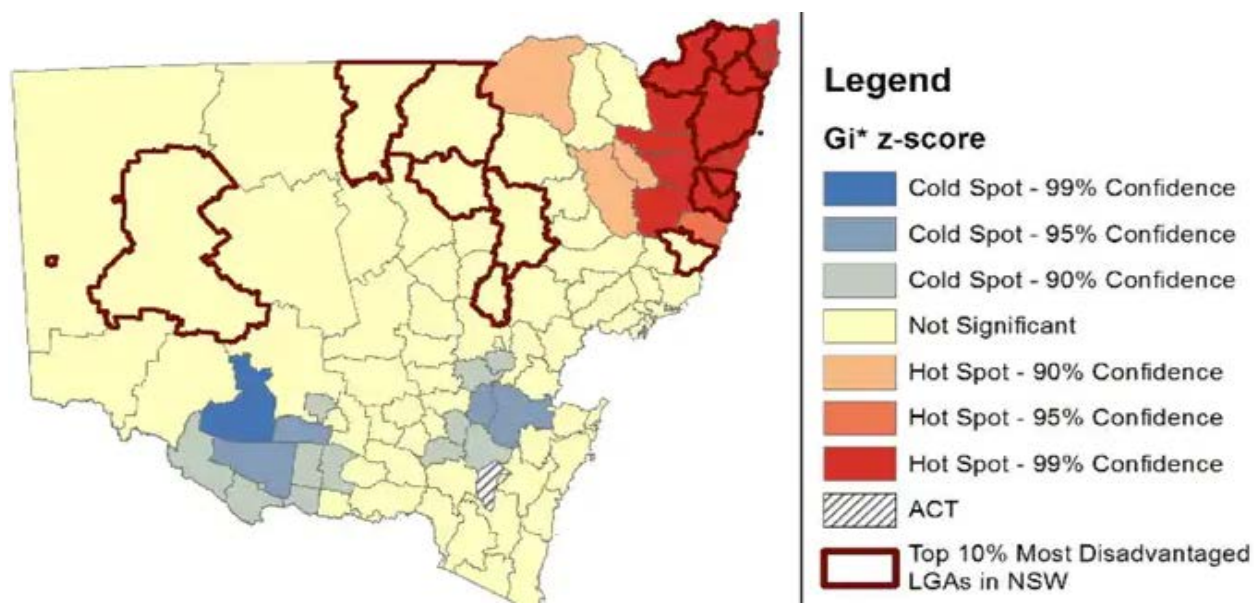 Legend
Gi* z-score
Cold Spot - 99% Confidence
Cold Spot - 95% Confidence
Cold Spot - 90% Confidence
Not Significant
Hot Spot - 90% Confidence
Hot Spot - 95% Confidence
Hot Spot - 99% Confidence
ACT
Top 10% Most Disadvantaged
LGAs in NSW